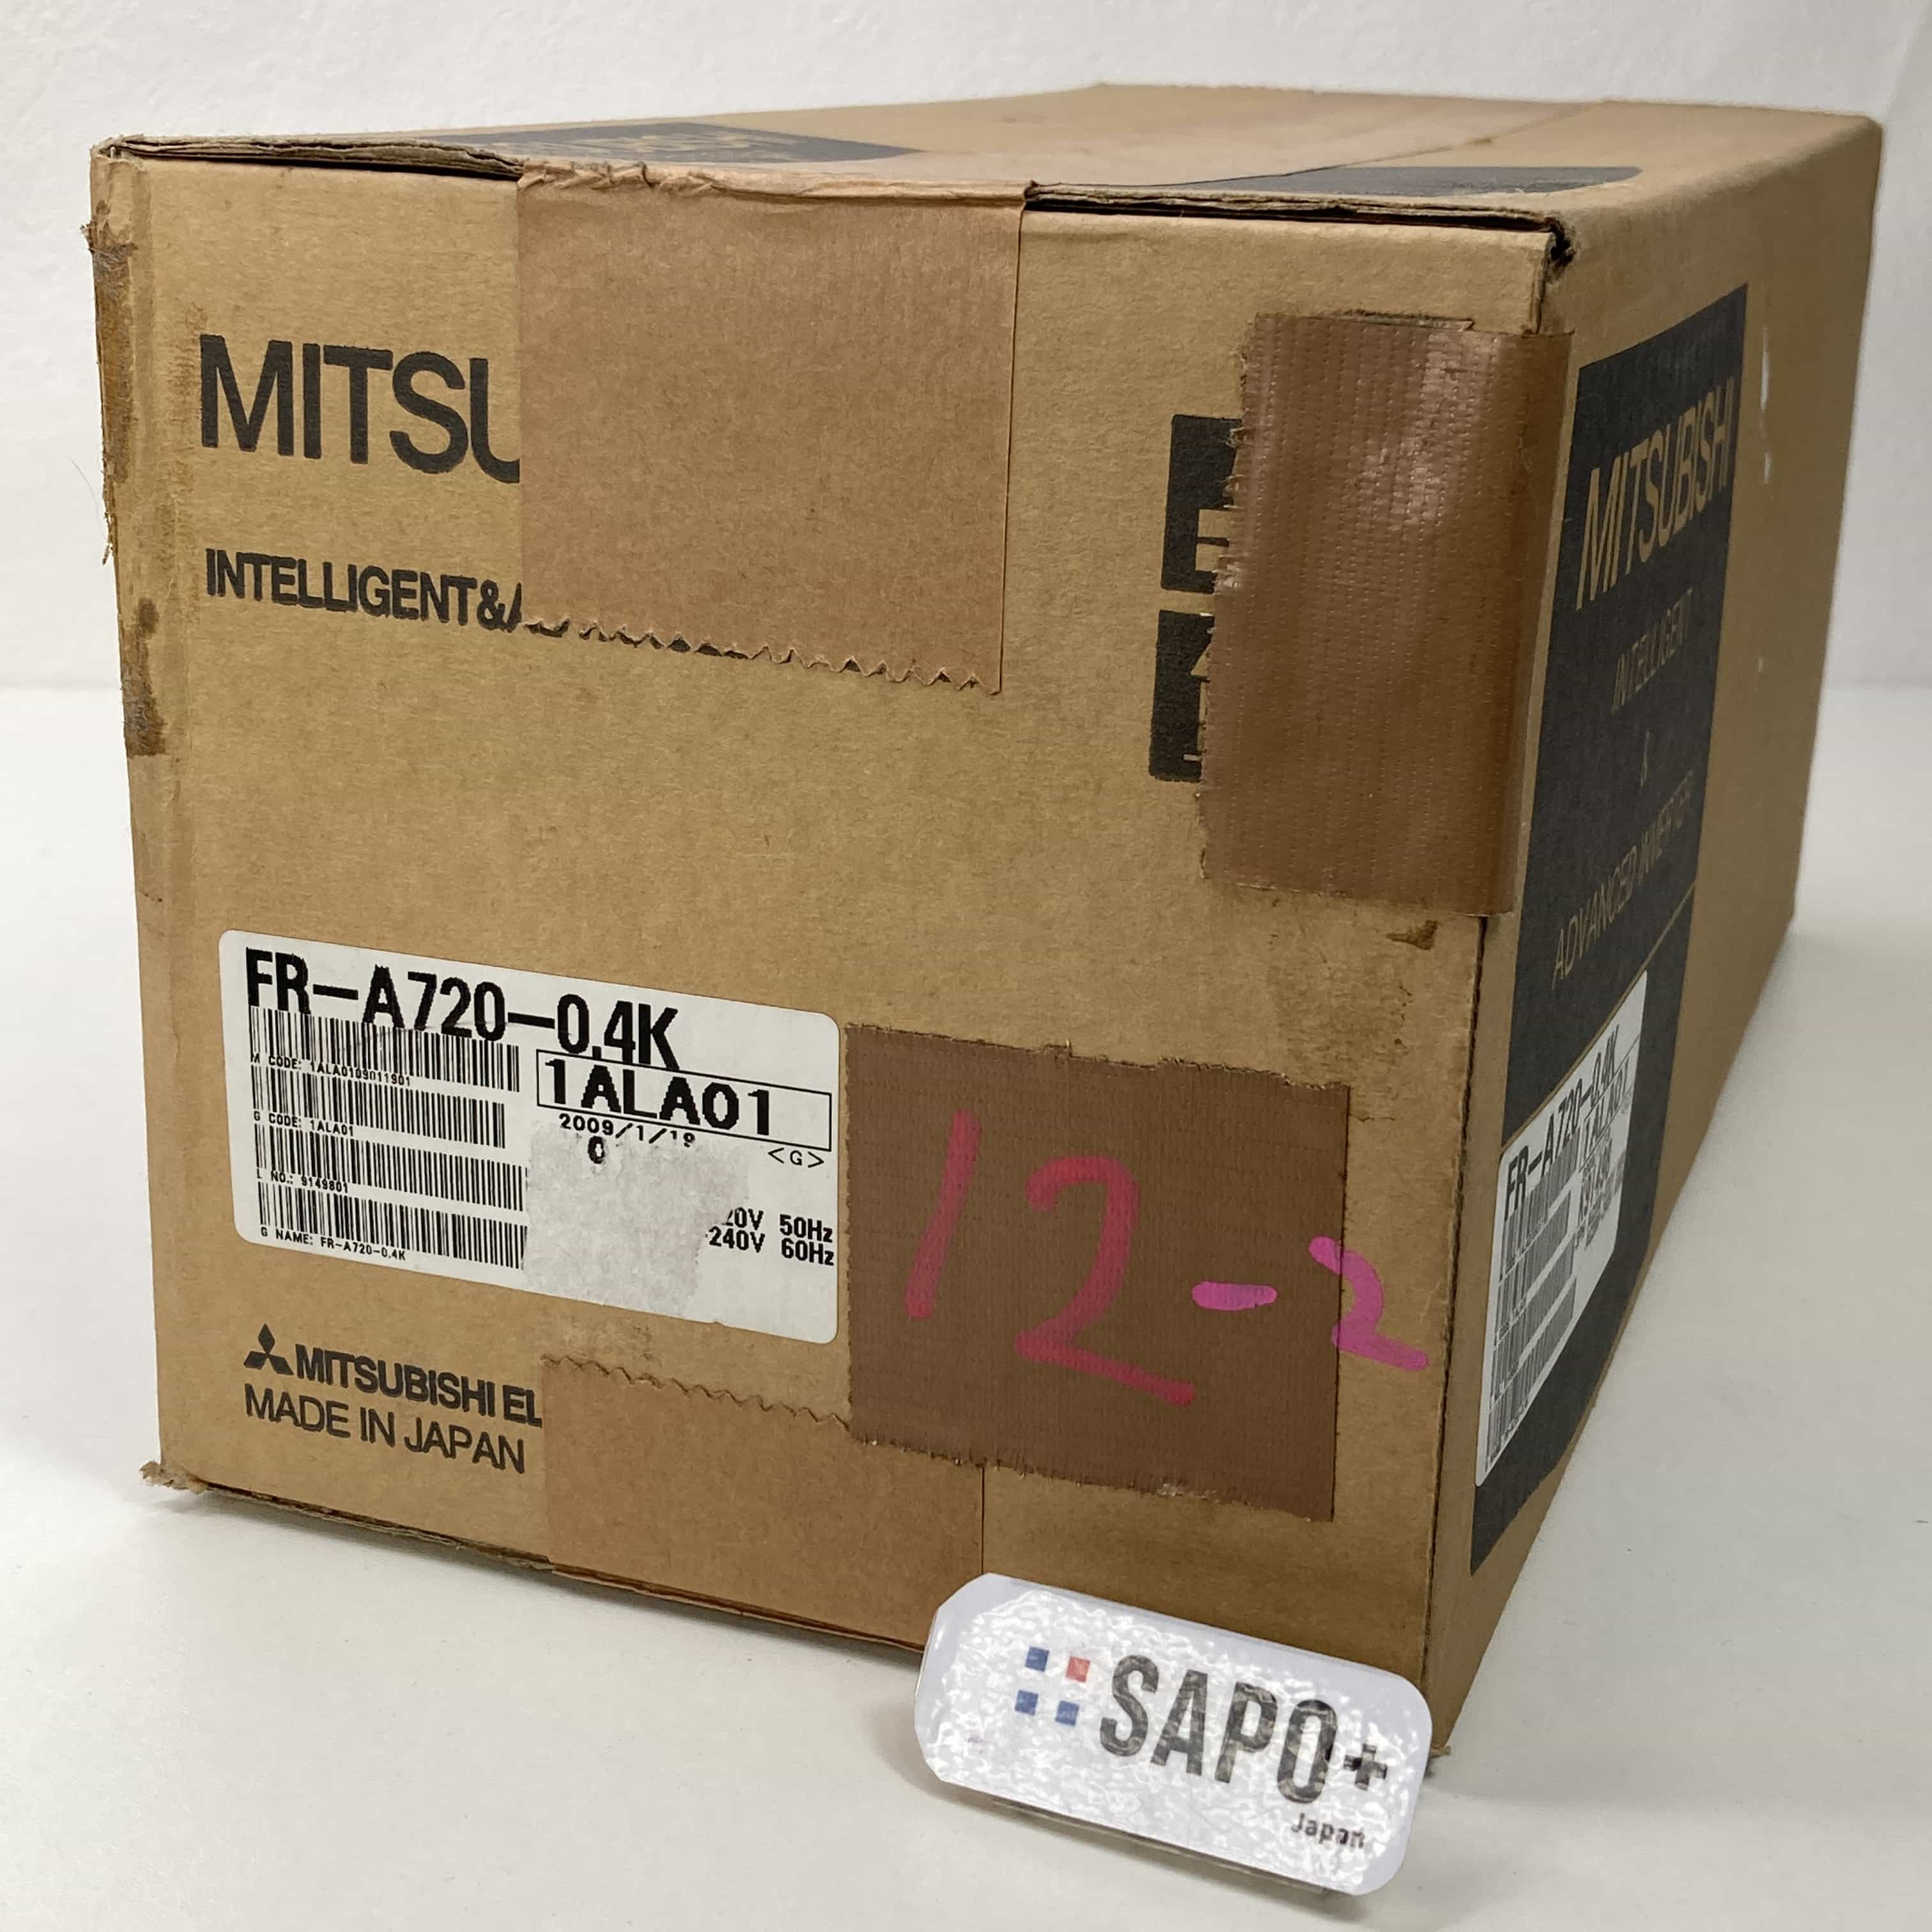 MITSU
INTELLIGENT&A
FR-A720-0.4K
M CODE: 1ALA0109011901
1ALA01
G CODE: 1ALA01
2009/1/19
0
<G>
L NO.: 9149801
20V 50Hz
240V 60Hz
G NAME: FR-A720-0.4K
MITSUBISHI EL
MADE IN JAPAN
12-2
MITSUBISHI
INTELLIGENT
&
ADVANCED INVERTER
FR-A720-0.4K
1ALA01
SAPO+
Japan